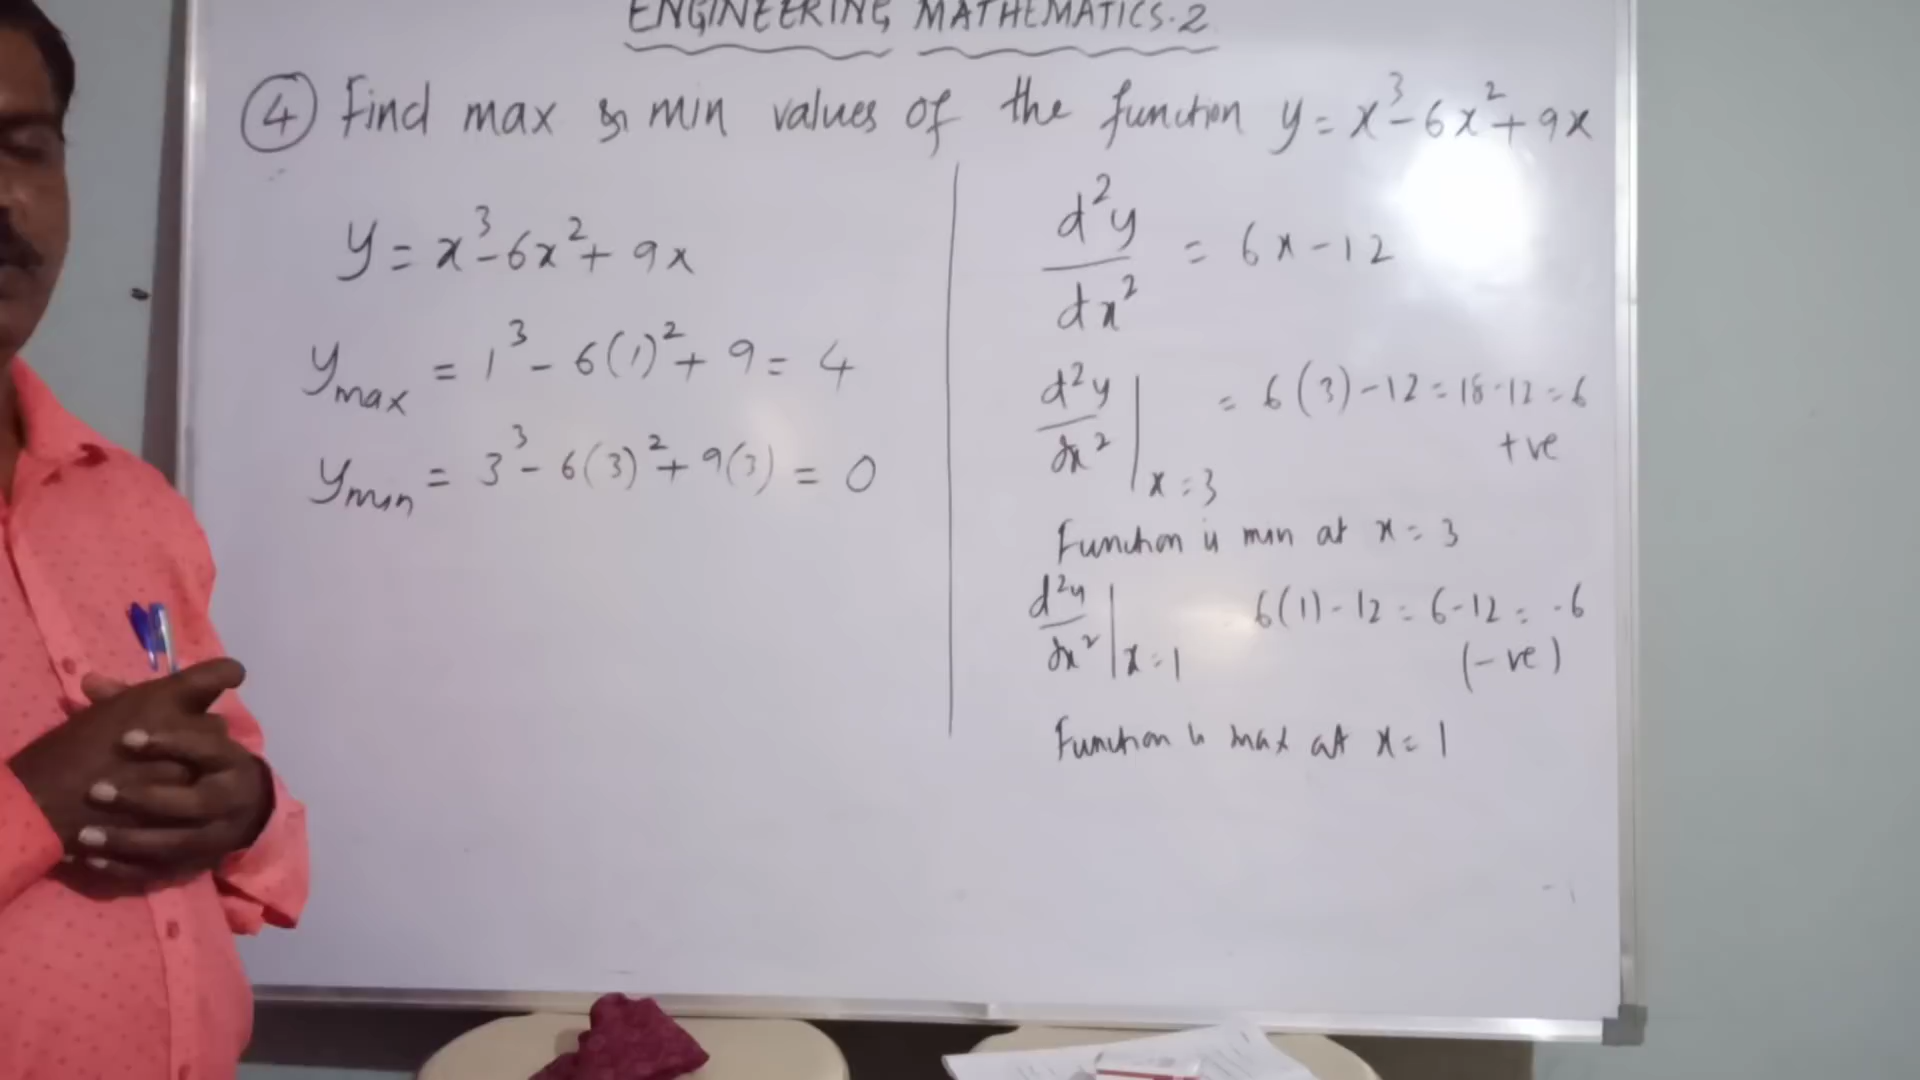 ENGINEERING MATHEMATICS-2
④ Find max & min values of the function y = x³ - 6x² + 9x
y = x³ - 6x² + 9x
y max = 1³ - 6(1)² + 9 = 4
y min = 3³ - 6(3)² + 9(3) = 0
d²y/dx² = 6x - 12
d²y/dx² | x = 3 = 6(3) - 12 = 18 - 12 = 6
+ve
Function is min at x = 3
d²y/dx² | x = 1 6(1) - 12 = 6 - 12 = -6
(-ve)
Function is max at x = 1